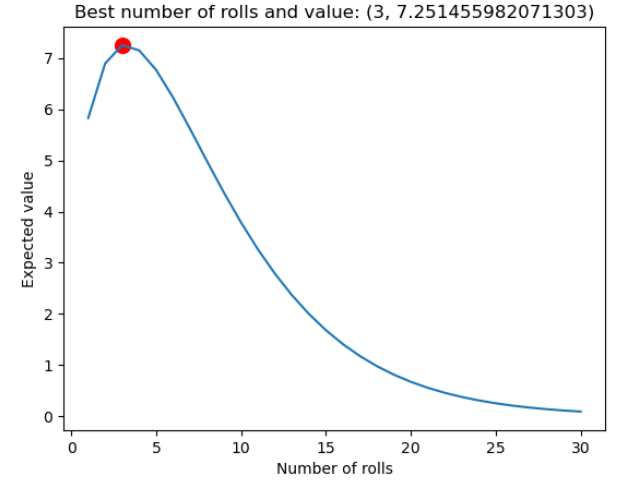 Best number of rolls and value: (3, 7.251455982071303)
7
6
5
4
3
2
1
0
Expected value
0 5 10 15 20 25 30
Number of rolls